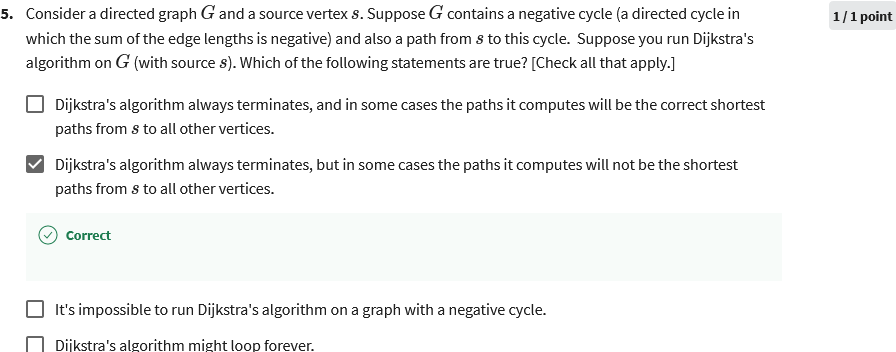 5. Consider a directed graph G and a source vertex s. Suppose G contains a negative cycle (a directed cycle in
1 / 1 point
which the sum of the edge lengths is negative) and also a path from s to this cycle. Suppose you run Dijkstra's
algorithm on G (with source s). Which of the following statements are true? [Check all that apply.]
Dijkstra's algorithm always terminates, and in some cases the paths it computes will be the correct shortest
paths from s to all other vertices.
Dijkstra's algorithm always terminates, but in some cases the paths it computes will not be the shortest
paths from s to all other vertices.
Correct
It's impossible to run Dijkstra's algorithm on a graph with a negative cycle.
Dijkstra's algorithm might loop forever.